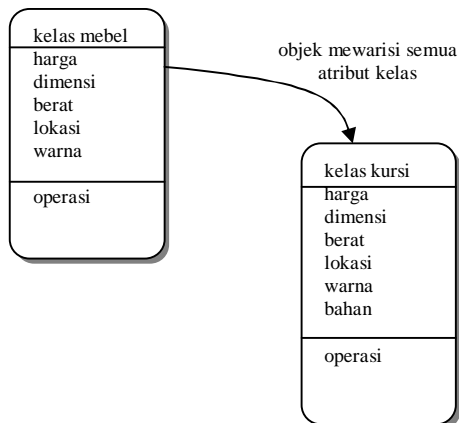 kelas mebel
harga
dimensi
berat
lokasi
warna
operasi
objek mewarisi semua
atribut kelas
kelas kursi
harga
dimensi
berat
lokasi
warna
bahan
operasi